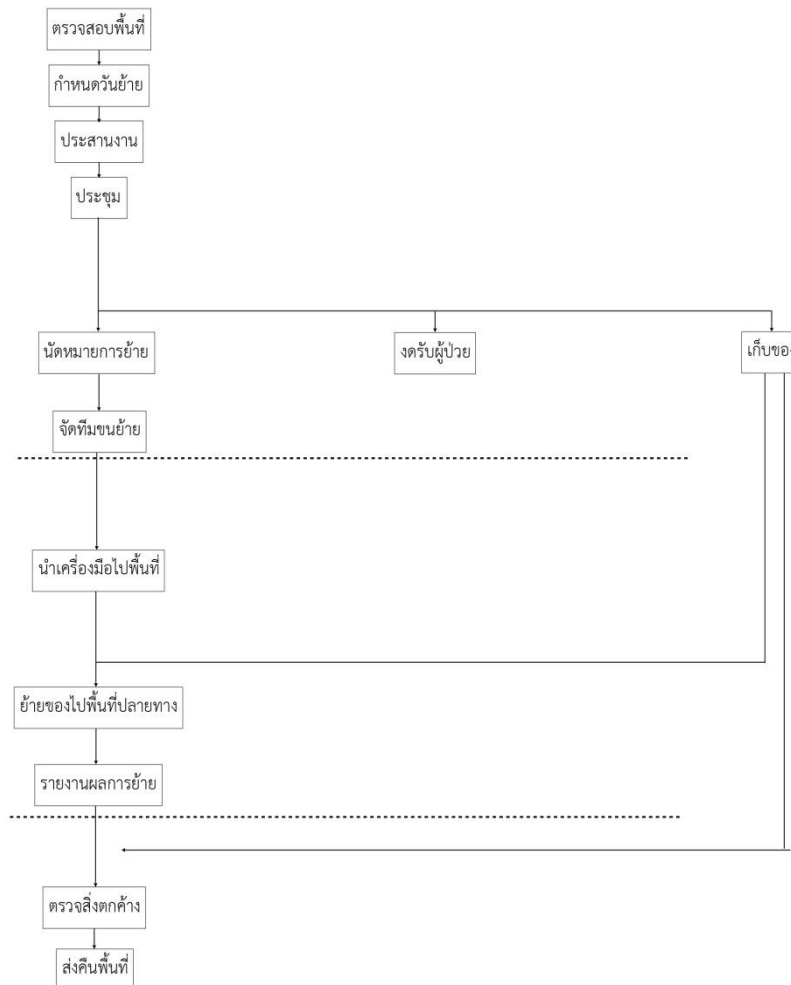 ตรวจสอบพื้นที่
กำหนดวันย้าย
ประสานงาน
ประชุม
นัดหมายการย้าย
งดรับผู้ป่วย
เก็บของ
จัดทีมขนย้าย
นำเครื่องมือไปพื้นที่
ย้ายของไปพื้นที่ปลายทาง
รายงานผลการย้าย
ตรวจสิ่งตกค้าง
ส่งคืนพื้นที่